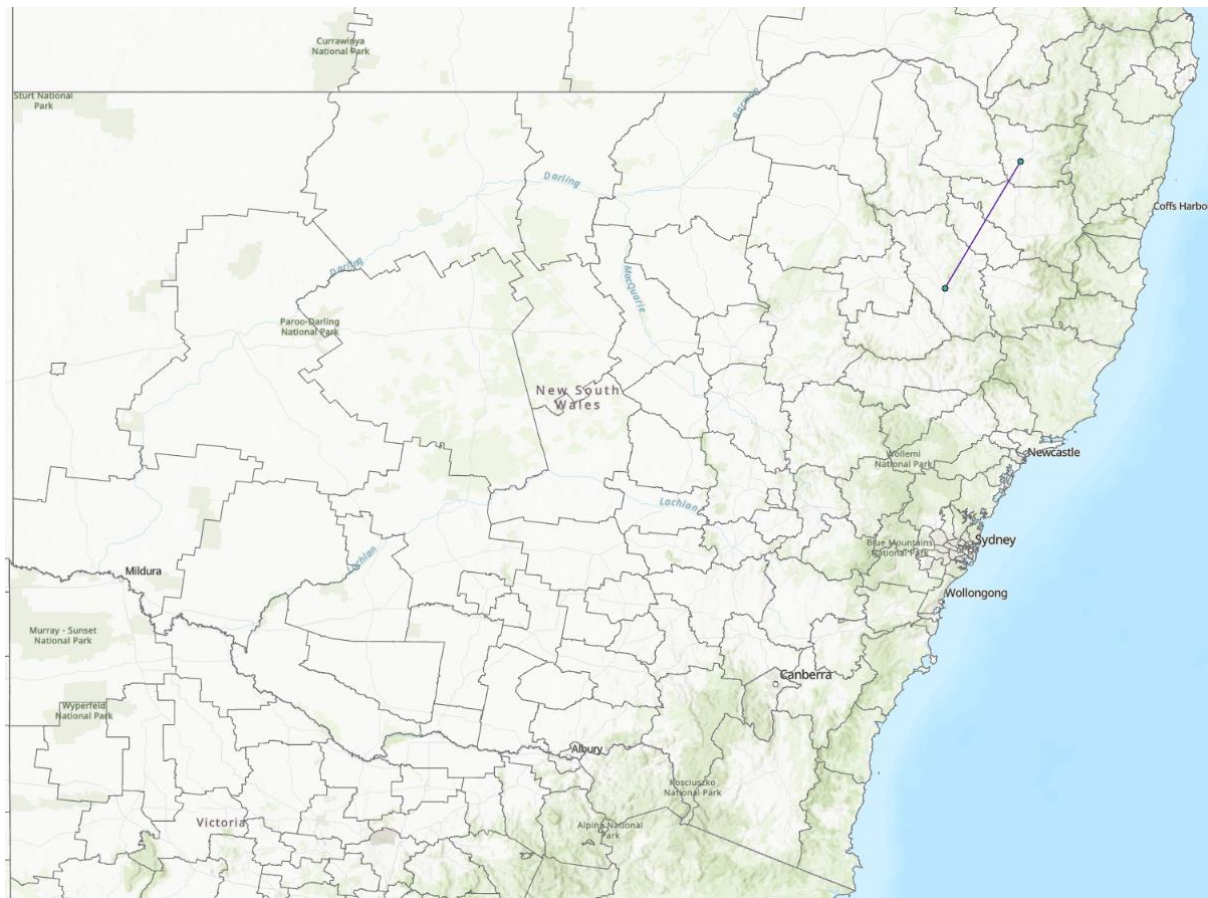 Currawinya
National Park
Sturt National
Park
Barwon
Darling
Coffs Harbo
Darling
MacQuarie
Paroo-Darling
National Park
New South
Wales
Wollemi
National Park
Newcastle
Lachlan
Sydney
Blue Mountains
National Park
Lachlan
Mildura
Wollongong
Murray - Sunset
National Park
Canberra
Wyperfeld
National Park
Albury
Kosciuszko
National Park
Victoria
Alpine National
Park